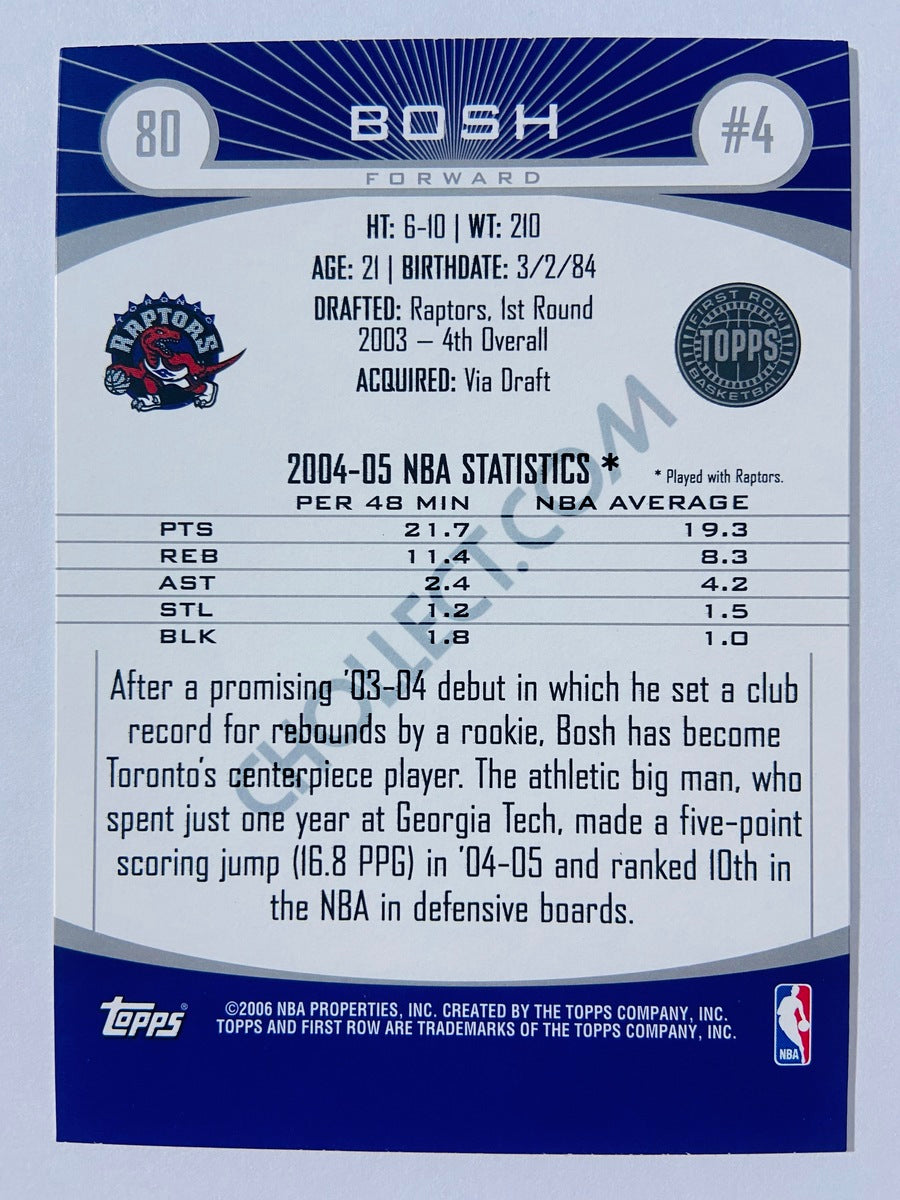 80
BOSH
#4
FORWARD
HT: 6-10 | WT: 210
AGE: 21 | BIRTHDATE: 3/2/84
DRAFTED: Raptors, 1st Round
2003 – 4th Overall
ACQUIRED: Via Draft
TORONTO
RAPTORS
FIRST ROW
TOPPS
BASKETBALL
2004-05 NBA STATISTICS *
* Played with Raptors.
PER 48 MIN NBA AVERAGE
PTS 21.7 19.3
REB 11.4 8.3
AST 2.4 4.2
STL 1.2 1.5
BLK 1.8 1.0
After a promising '03-04 debut in which he set a club
record for rebounds by a rookie, Bosh has become
Toronto's centerpiece player. The athletic big man, who
spent just one year at Georgia Tech, made a five-point
scoring jump (16.8 PPG) in '04-05 and ranked 10th in
the NBA in defensive boards.
CHOLLECT.COM
Topps®
©2006 NBA PROPERTIES, INC. CREATED BY THE TOPPS COMPANY, INC.
TOPPS AND FIRST ROW ARE TRADEMARKS OF THE TOPPS COMPANY, INC.
NBA